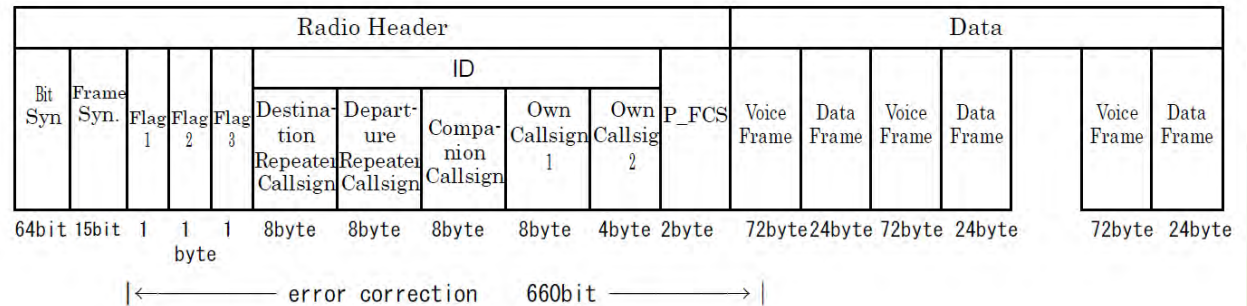 Radio Header
Data
Bit
Syn
Frame
Syn.
Flag
1
Flag
2
Flag
3
ID
Destina-
tion
Repeater
Callsign
Depart-
ure
Repeater
Callsign
Compa-
nion
Callsign
Own
Callsign
1
Own
Callsig
2
P_FCS
Voice
Frame
Data
Frame
Voice
Frame
Data
Frame
Voice
Frame
Data
Frame
64bit 15bit 1 1 1 8byte 8byte 8byte 8byte 4byte 2byte 72byte 24byte 72byte 24byte 72byte 24byte
byte
|← error correction 660bit →|